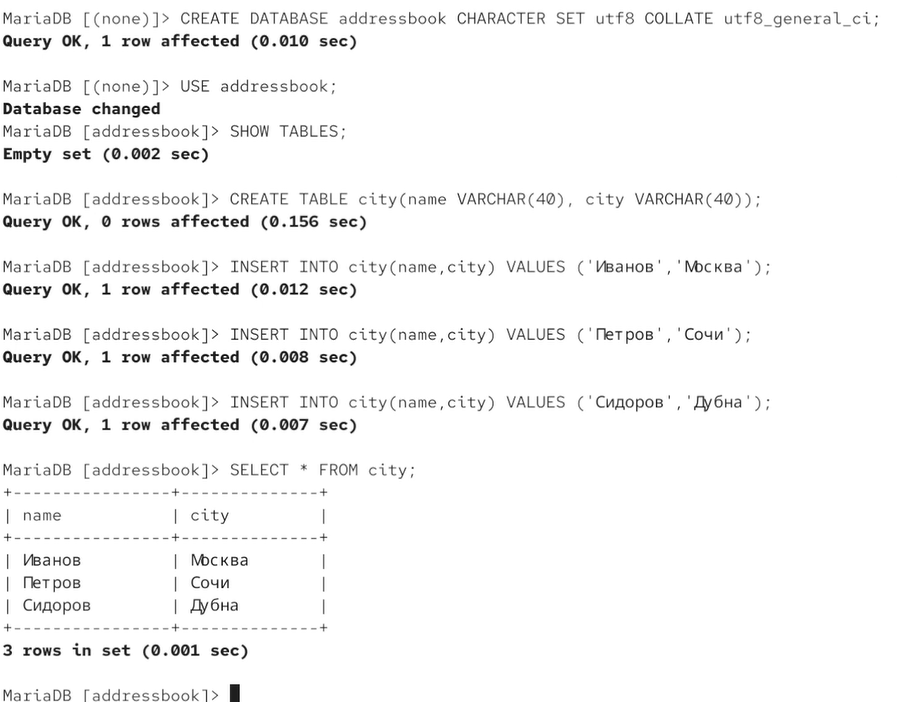 MariaDB [(none)]> CREATE DATABASE addressbook CHARACTER SET utf8 COLLATE utf8_general_ci;
Query OK, 1 row affected (0.010 sec)
MariaDB [(none)]> USE addressbook;
Database changed
MariaDB [addressbook]> SHOW TABLES;
Empty set (0.002 sec)
MariaDB [addressbook]> CREATE TABLE city(name VARCHAR(40), city VARCHAR(40));
Query OK, 0 rows affected (0.156 sec)
MariaDB [addressbook]> INSERT INTO city(name,city) VALUES ('Иванов','Москва');
Query OK, 1 row affected (0.012 sec)
MariaDB [addressbook]> INSERT INTO city(name,city) VALUES ('Петров','Сочи');
Query OK, 1 row affected (0.008 sec)
MariaDB [addressbook]> INSERT INTO city(name,city) VALUES ('Сидоров','Дубна');
Query OK, 1 row affected (0.007 sec)
MariaDB [addressbook]> SELECT * FROM city;
+----------------+--------------+
| name | city |
+----------------+--------------+
| Иванов | Москва |
| Петров | Сочи |
| Сидоров | Дубна |
+----------------+--------------+
3 rows in set (0.001 sec)
MariaDB [addressbook]>